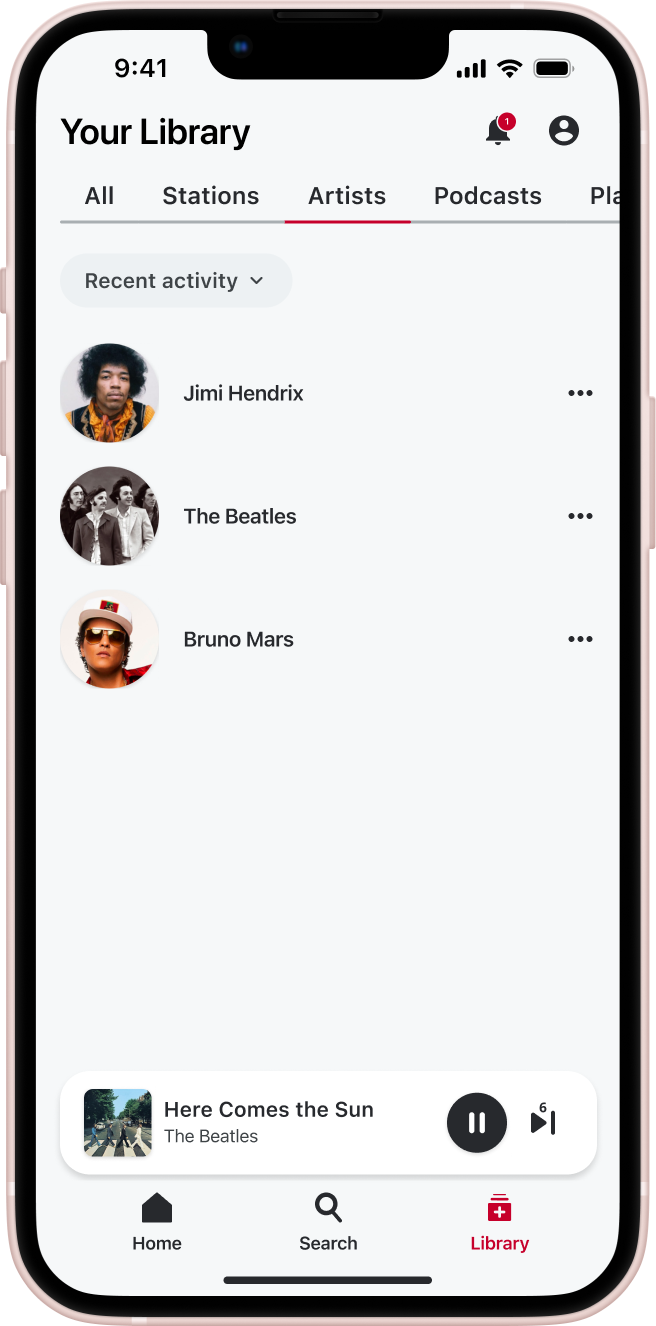 9:41
Your Library
1
All Stations Artists Podcasts Pla
Recent activity
Jimi Hendrix
The Beatles
Bruno Mars
Here Comes the Sun
The Beatles
6
Home Search Library